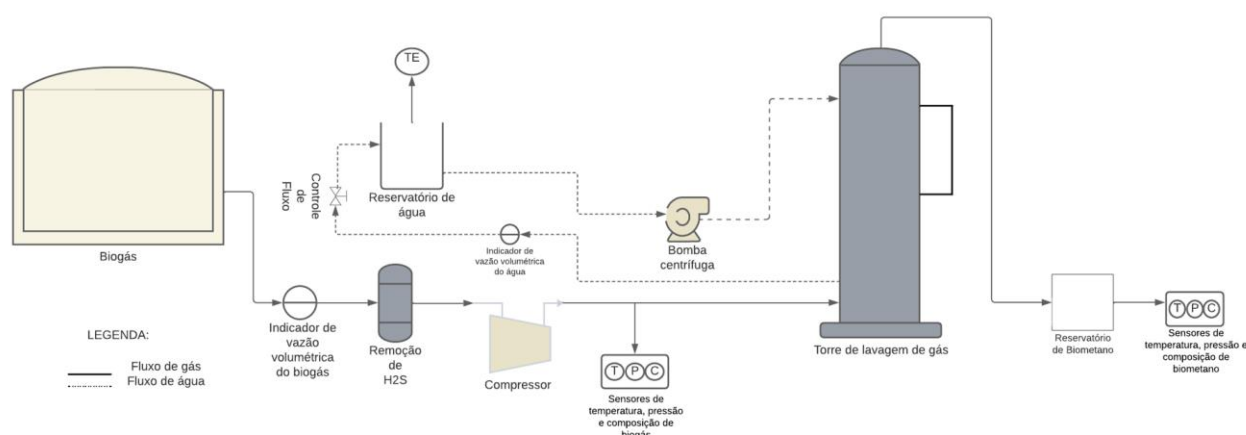 TE
Controle
de
Fluxo
Reservatório de
água
Biogás
Indicador de
vazão volumétrica
do água
Bomba
centrífuga
LEGENDA:
Fluxo de gás
Fluxo de água
Indicador de
vazão
volumétrica
do biogás
Remoção
de
H2S
Compressor
T P C
Sensores de
temperatura, pressão
e composição de
biogás
Torre de lavagem de gás
Reservatório
de Biometano
T P C
Sensores de
temperatura, pressão e
composição de
biometano